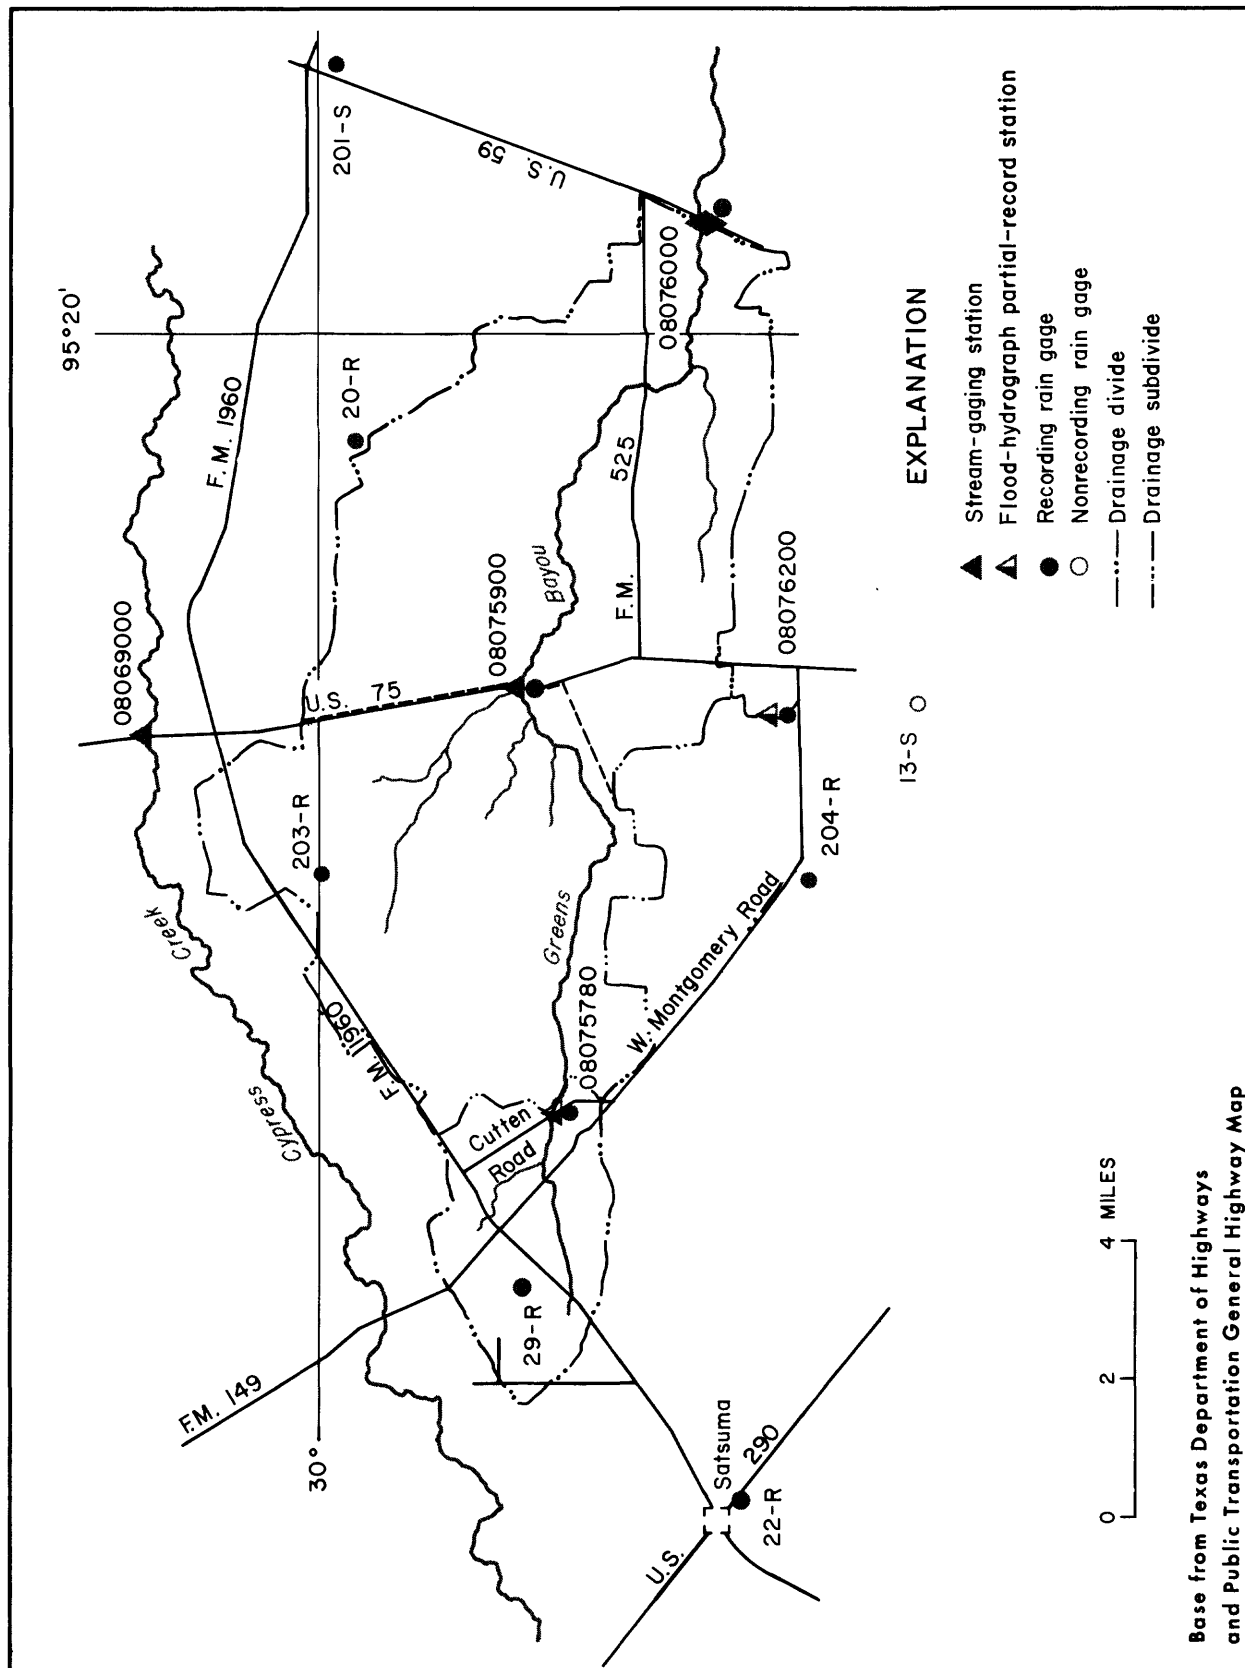 95°20'
30°
F.M. 149
Cypress
Creek
08069000
F.M. 1960
F.M. 1960
203-R
U.S. 75
20-R
201-S
U.S. 59
29-R
Cutten
Road
08075780
Greens
08075900
Bayou
F.M. 525
08076000
W. Montgomery Road
204-R
08076200
13-S
U.S. 290
Satsuma
22-R
EXPLANATION
Stream-gaging station
Flood-hydrograph partial-record station
Recording rain gage
Nonrecording rain gage
Drainage divide
Drainage subdivide
0 2 4 MILES
Base from Texas Department of Highways
and Public Transportation General Highway Map